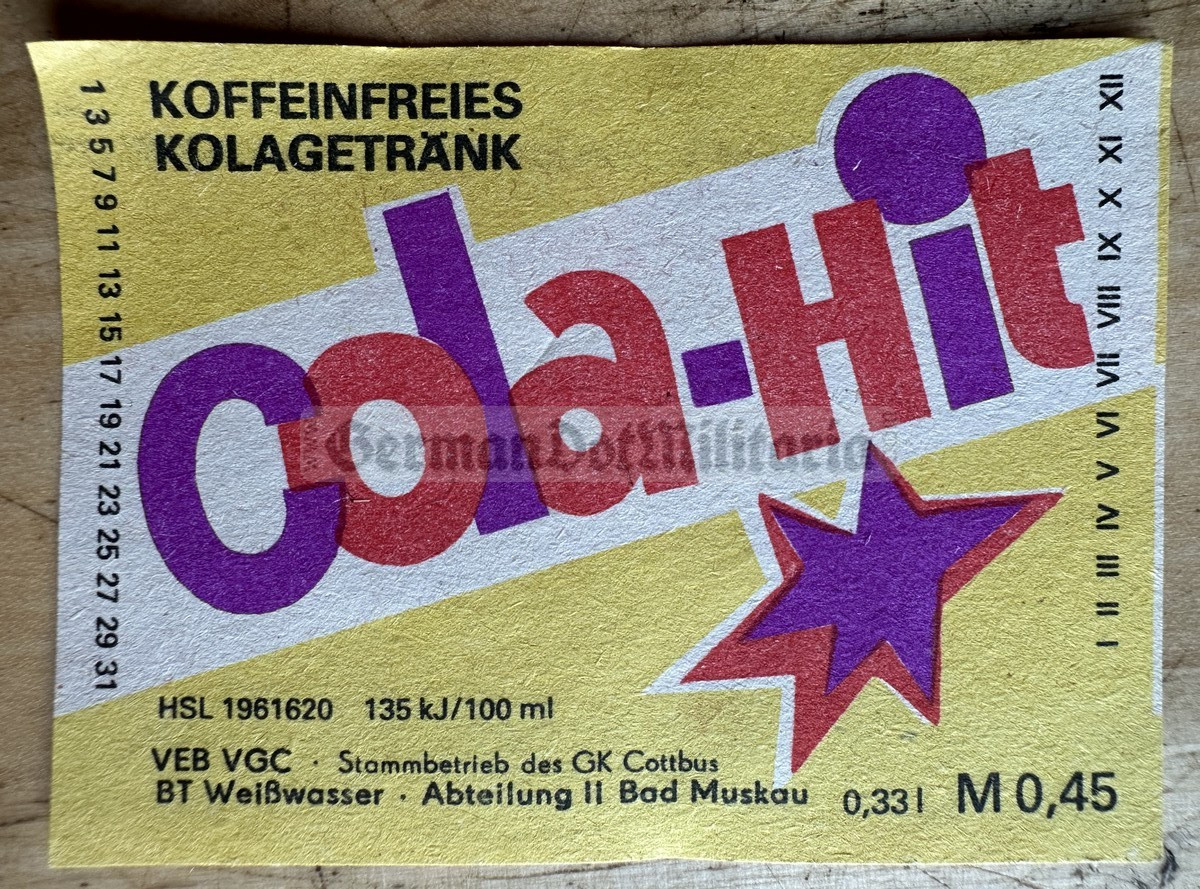 KOFFEINFREIES
KOLAGETRÄNK
1 3 5 7 9 11 13 15 17 19 21 23 25 27 29 31
Cola-Hit
I II III IV V VI VII VIII IX X XI XII
GermanDotMilitaria
HSL 1961620 135 kJ/100 ml
VEB VGC · Stammbetrieb des GK Cottbus
BT Weißwasser · Abteilung II Bad Muskau
0,33 l M 0,45